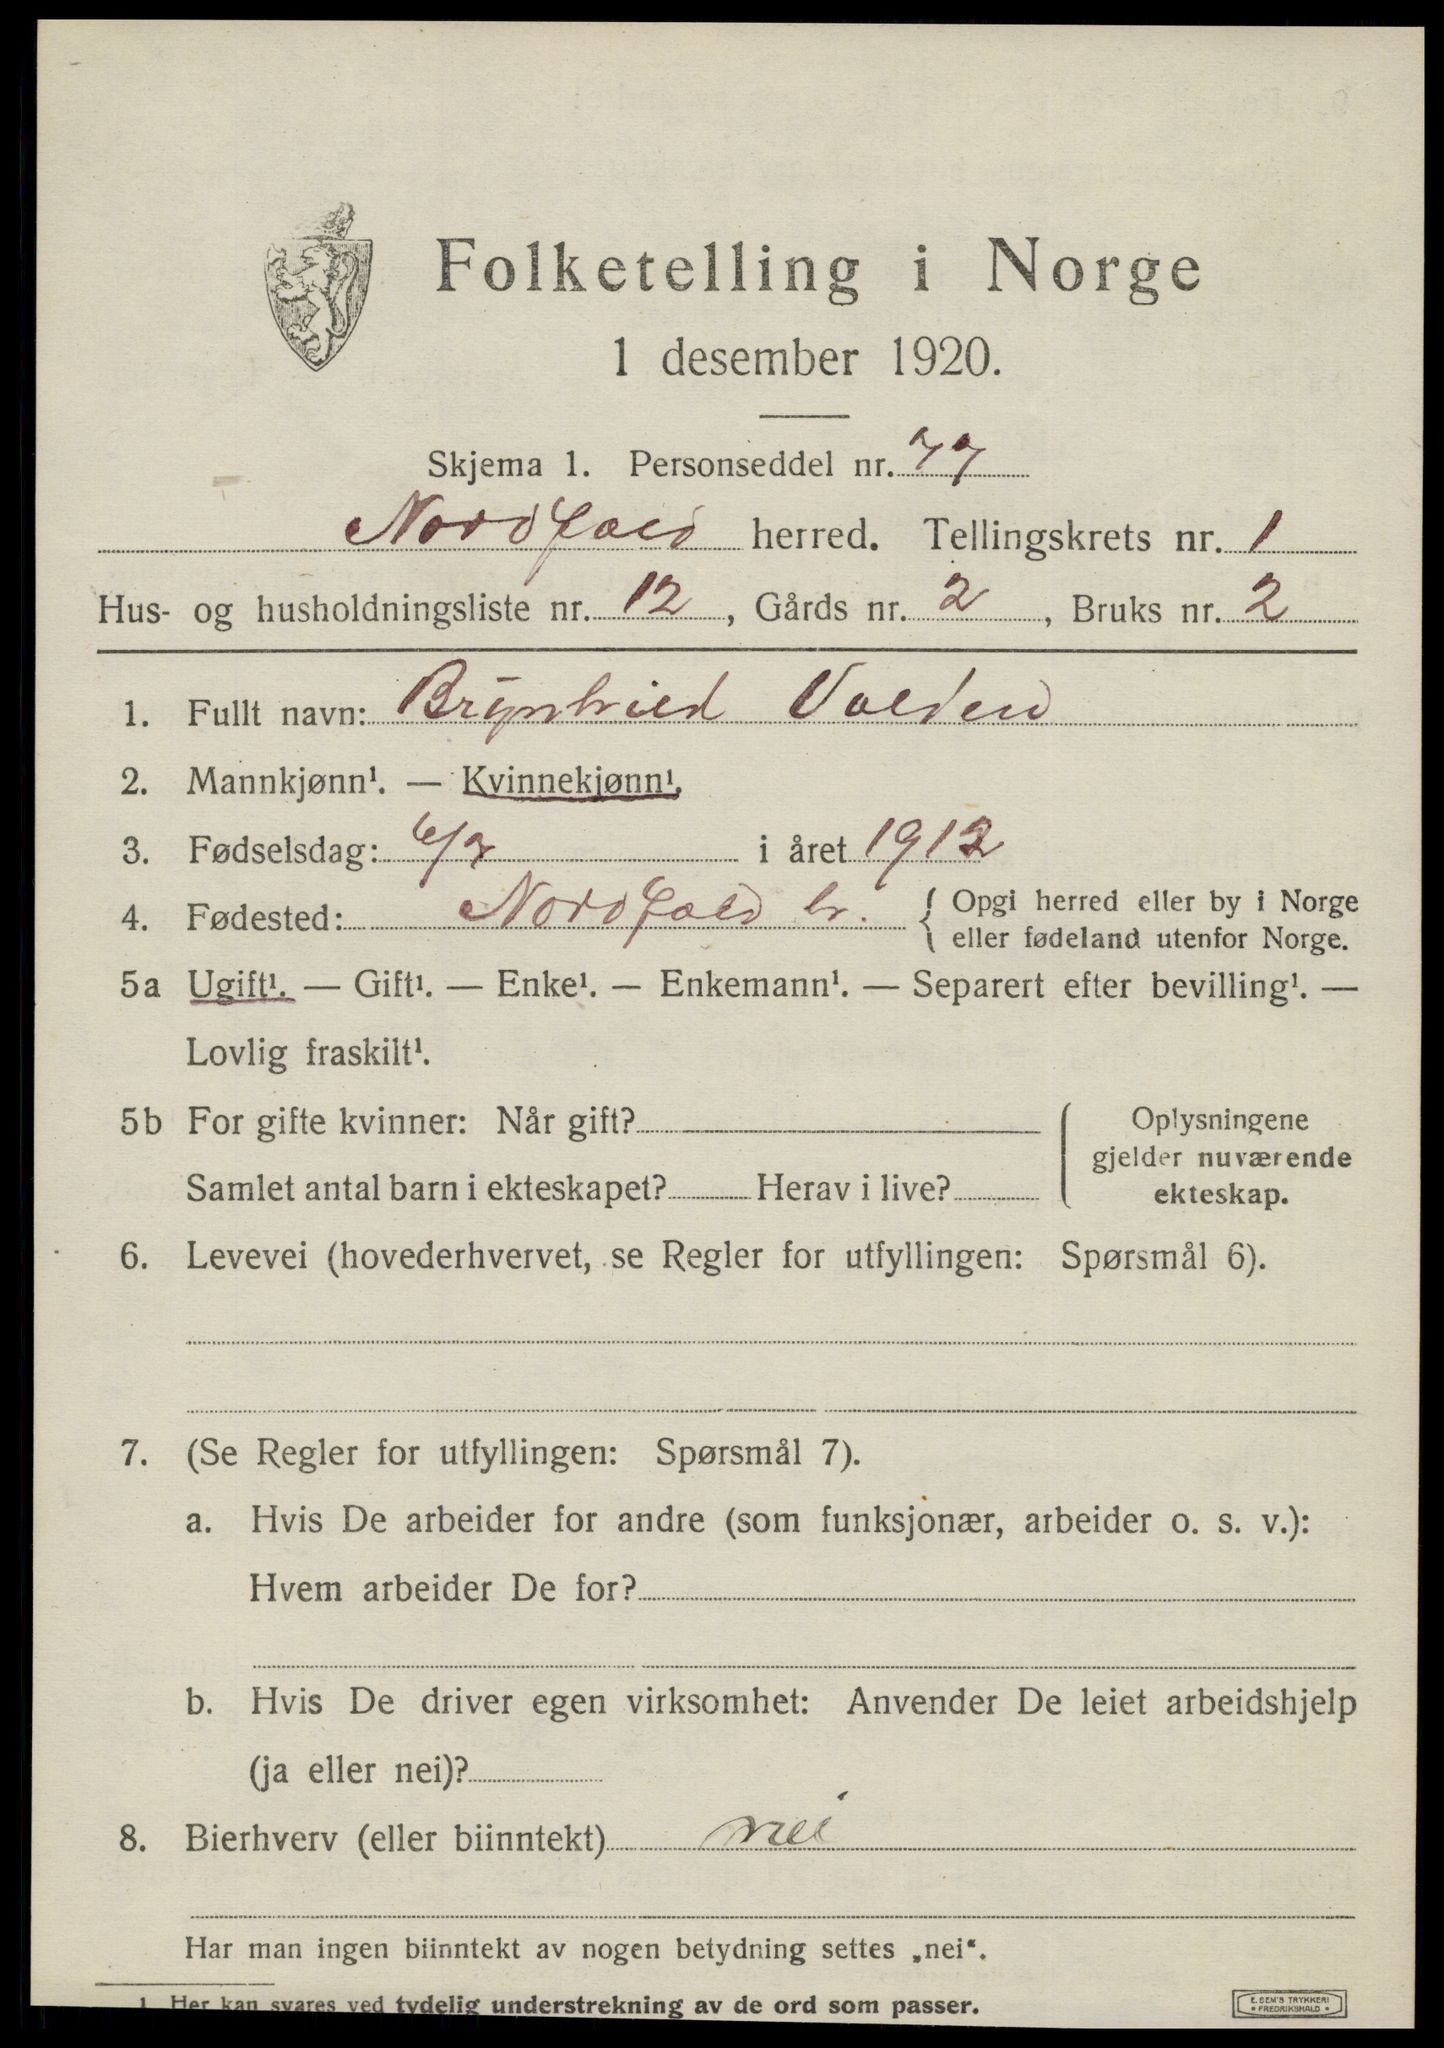 Folketelling i Norge
1 desember 1920.
Skjema 1. Personseddel nr. 77
Nordfold herred. Tellingskrets nr. 1
Hus- og husholdningsliste nr. 12, Gårds nr. 2, Bruks nr. 2
1. Fullt navn: Brynhild Valden
2. Mannkjønn¹. — Kvinnekjønn¹.
3. Fødselsdag: 6/3 i året 1912
4. Fødested: Nordfold hr. { Opgi herred eller by i Norge
eller fødeland utenfor Norge.
5a Ugift¹. — Gift¹. — Enke¹. — Enkemann¹. — Separert efter bevilling¹. —
Lovlig fraskilt¹.
5b For gifte kvinner: Når gift?
Samlet antal barn i ekteskapet? Herav i live?
Oplysningene
gjelder nuværende
ekteskap.
6. Levevei (hovederhvervet, se Regler for utfyllingen: Spørsmål 6).
7. (Se Regler for utfyllingen: Spørsmål 7).
a. Hvis De arbeider for andre (som funksjonær, arbeider o. s. v.):
Hvem arbeider De for?
b. Hvis De driver egen virksomhet: Anvender De leiet arbeidshjelp
(ja eller nei)?
8. Bierhverv (eller biinntekt) nei
Har man ingen biinntekt av nogen betydning settes „nei“.
1. Her kan svares ved tydelig understrekning av de ord som passer.
E. SEM'S TRYKKERI
FREDRIKSHALD